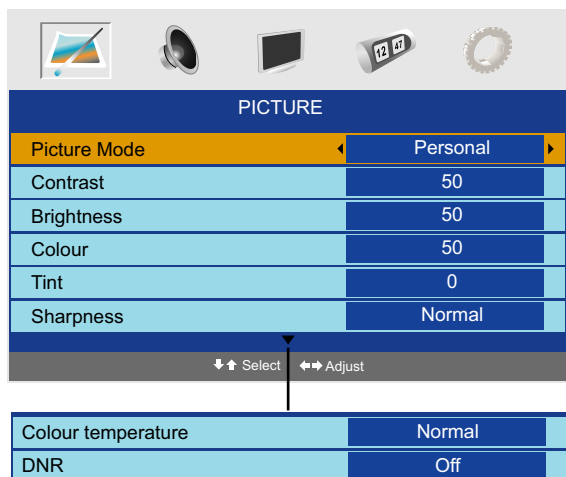 12 47
PICTURE
Picture Mode Personal
Contrast 50
Brightness 50
Colour 50
Tint 0
Sharpness Normal
Select Adjust
Colour temperature Normal
DNR Off